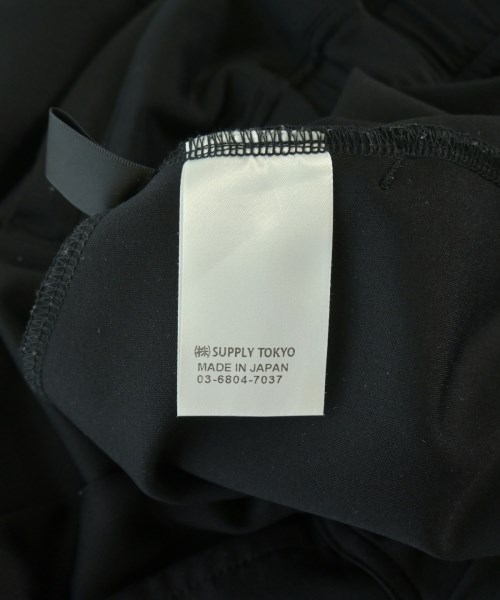 ㈱ SUPPLY TOKYO
MADE IN JAPAN
03-6804-7037